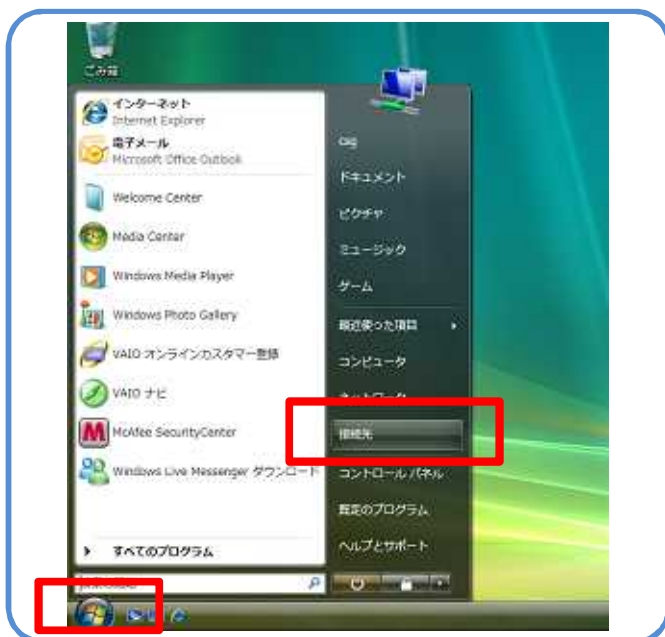 ごみ箱
インターネット
Internet Explorer
電子メール
Microsoft Office Outlook
Welcome Center
Media Center
Windows Media Player
Windows Photo Gallery
VAIO オンラインカスタマー登録
VAIO ナビ
McAfee SecurityCenter
Windows Live Messenger ダウンロード
すべてのプログラム
ドキュメント
ピクチャ
ミュージック
ゲーム
最近使った項目
コンピュータ
ネットワーク
接続先
コントロール パネル
既定のプログラム
ヘルプとサポート